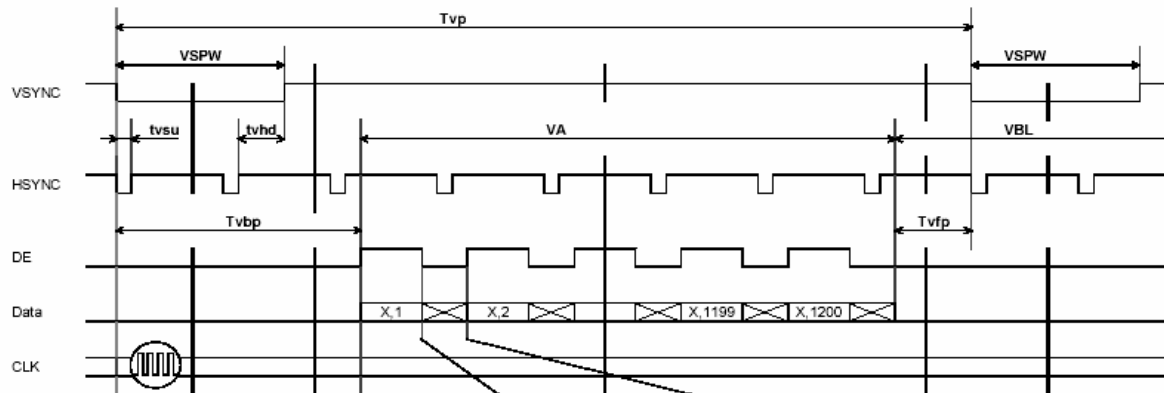 Tvp
VSPW VSPW
VSYNC
tvsu tvhd VA VBL
HSYNC
Tvbp Tvfp
DE
Data X,1 X,2 X,1199 X,1200
CLK